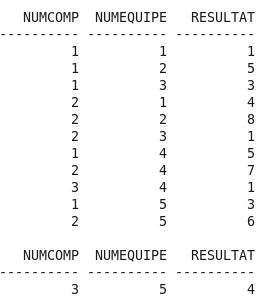 NUMCOMP NUMEQUIPE RESULTAT
---------- ---------- ----------
1 1 1
1 2 5
1 3 3
2 1 4
2 2 8
2 3 1
1 4 5
2 4 7
3 4 1
1 5 3
2 5 6
NUMCOMP NUMEQUIPE RESULTAT
---------- ---------- ----------
3 5 4